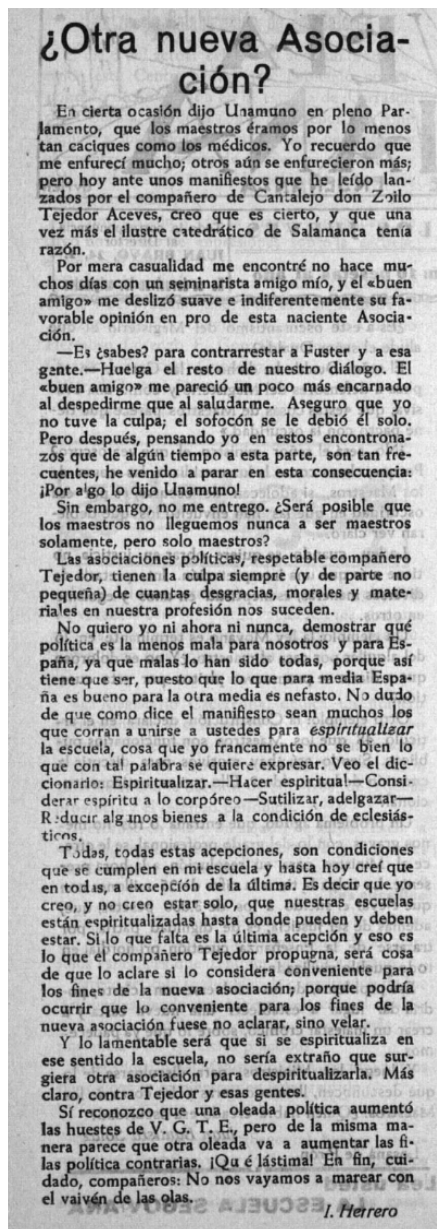 ¿Otra nueva Asocia-
ción?
En cierta ocasión dijo Unamuno en pleno Par-
lamento, que los maestros éramos por lo menos
tan caciques como los médicos. Yo recuerdo que
me enfurecí mucho; otros aún se enfurecieron más;
pero hoy ante unos manifiestos que he leído lan-
zados por el compañero de Cantalejo don Zoilo
Tejedor Aceves, creo que es cierto, y que una
vez más el ilustre catedrático de Salamanca tenía
razón.
Por mera casualidad me encontré no hace mu-
chos días con un seminarista amigo mío, y el «buen
amigo» me deslizó suave e indiferentemente su fa-
vorable opinión en pro de esta naciente Asocia-
ción.
—Es ¿sabes? para contrarrestar a Fuster y a esa
gente.—Huelga el resto de nuestro diálogo. El
«buen amigo» me pareció un poco más encarnado
al despedirme que al saludarme. Aseguro que yo
no tuve la culpa; el sofocón se le debió él solo.
Pero después, pensando yo en estos encontrona-
zos que de algún tiempo a esta parte, son tan fre-
cuentes, he venido a parar en esta consecuencia:
¡Por algo lo dijo Unamuno!
Sin embargo, no me entrego. ¿Será posible que
los maestros no lleguemos nunca a ser maestros
solamente, pero solo maestros?
Las asociaciones políticas, respetable compañero
Tejedor, tienen la culpa siempre (y de parte no
pequeña) de cuantas desgracias, morales y mate-
riales en nuestra profesión nos suceden.
No quiero yo ni ahora ni nunca, demostrar qué
política es la menos mala para nosotros y para Es-
paña, ya que malas lo han sido todas, porque así
tiene que ser, puesto que lo que para media Espa-
ña es bueno para la otra media es nefasto. No dudo
de que como dice el manifiesto sean muchos los
que corran a unirse a ustedes para espiritualizar
la escuela, cosa que yo francamente no se bien lo
que con tal palabra se quiere expresar. Veo el dic-
cionario: Espiritualizar.—Hacer espiritual—Consi-
derar espíritu a lo corpóreo—Sutilizar, adelgazar—
Reducir algunos bienes a la condición de eclesiás-
ticos.
Todas, todas estas acepciones, son condiciones
que se cumplen en mi escuela y hasta hoy creí que
en todas, a excepción de la última. Es decir que yo
creo, y no creo estar solo, que nuestras escuelas
están espiritualizadas hasta donde pueden y deben
estar. Si lo que falta es la última acepción y eso es
lo que el compañero Tejedor propugna, será cosa
de que lo aclare si lo considera conveniente para
los fines de la nueva asociación; porque podría
ocurrir que lo conveniente para los fines de la
nueva asociación fuese no aclarar, sino velar.
Y lo lamentable será que si se espiritualiza en
ese sentido la escuela, no sería extraño que sur-
giera otra asociación para despiritualizarla. Más
claro, contra Tejedor y esas gentes.
Sí reconozco que una oleada política aumentó
las huestes de V. G. T. E., pero de la misma ma-
nera parece que otra oleada va a aumentar las fi-
las política contrarias. ¡Qué lástima! En fin, cui-
dado, compañeros: No nos vayamos a marear con
el vaivén de las olas.
I. Herrero